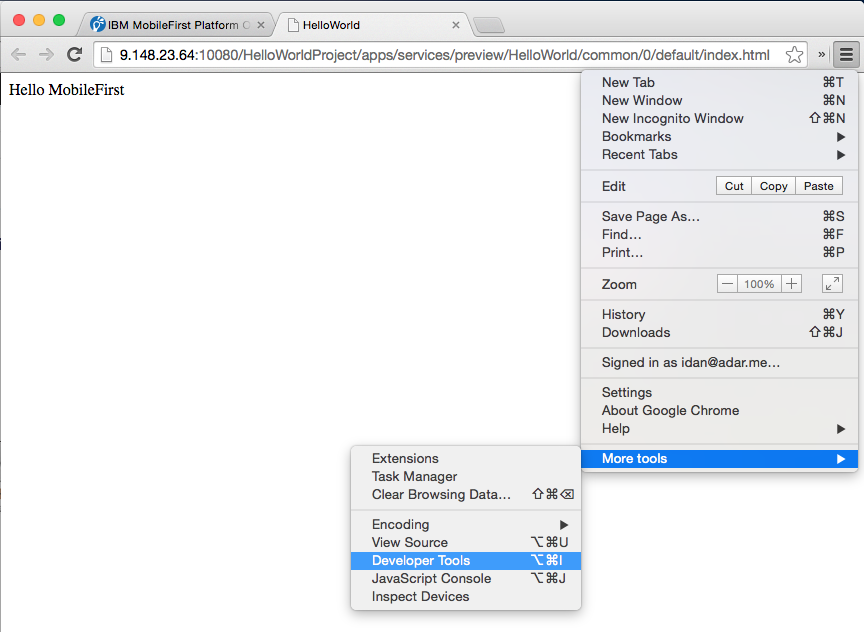 IBM MobileFirst Platform O
HelloWorld
9.148.23.64:10080/HelloWorldProject/apps/services/preview/HelloWorld/common/0/default/index.html
Hello MobileFirst
New Tab ⌘T
New Window ⌘N
New Incognito Window ⇧⌘N
Bookmarks ▶
Recent Tabs ▶
Edit Cut Copy Paste
Save Page As... ⌘S
Find... ⌘F
Print... ⌘P
Zoom — 100% +
History ⌘Y
Downloads ⇧⌘J
Signed in as idan@adar.me...
Settings
About Google Chrome
Help ▶
More tools ▶
Extensions
Task Manager
Clear Browsing Data... ⇧⌘⌫
Encoding ▶
View Source ⌥⌘U
Developer Tools ⌥⌘I
JavaScript Console ⌥⌘J
Inspect Devices